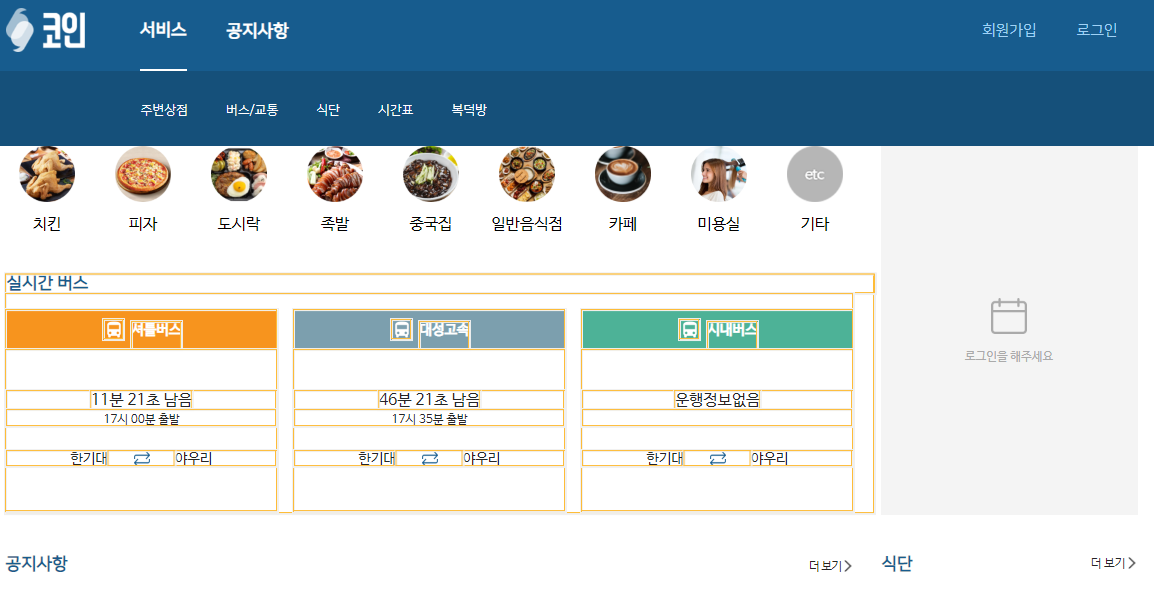 코인
서비스 공지사항 회원가입 로그인
주변상점 버스/교통 식단 시간표 복덕방
etc
치킨 피자 도시락 족발 중국집 일반음식점 카페 미용실 기타
실시간 버스
셔틀버스 대성고속 시내버스
로그인을 해주세요
11분 21초 남음 46분 21초 남음 운행정보없음
17시 00분 출발 17시 35분 출발
한기대 야우리 한기대 야우리 한기대 야우리
공지사항 더 보기 식단 더 보기